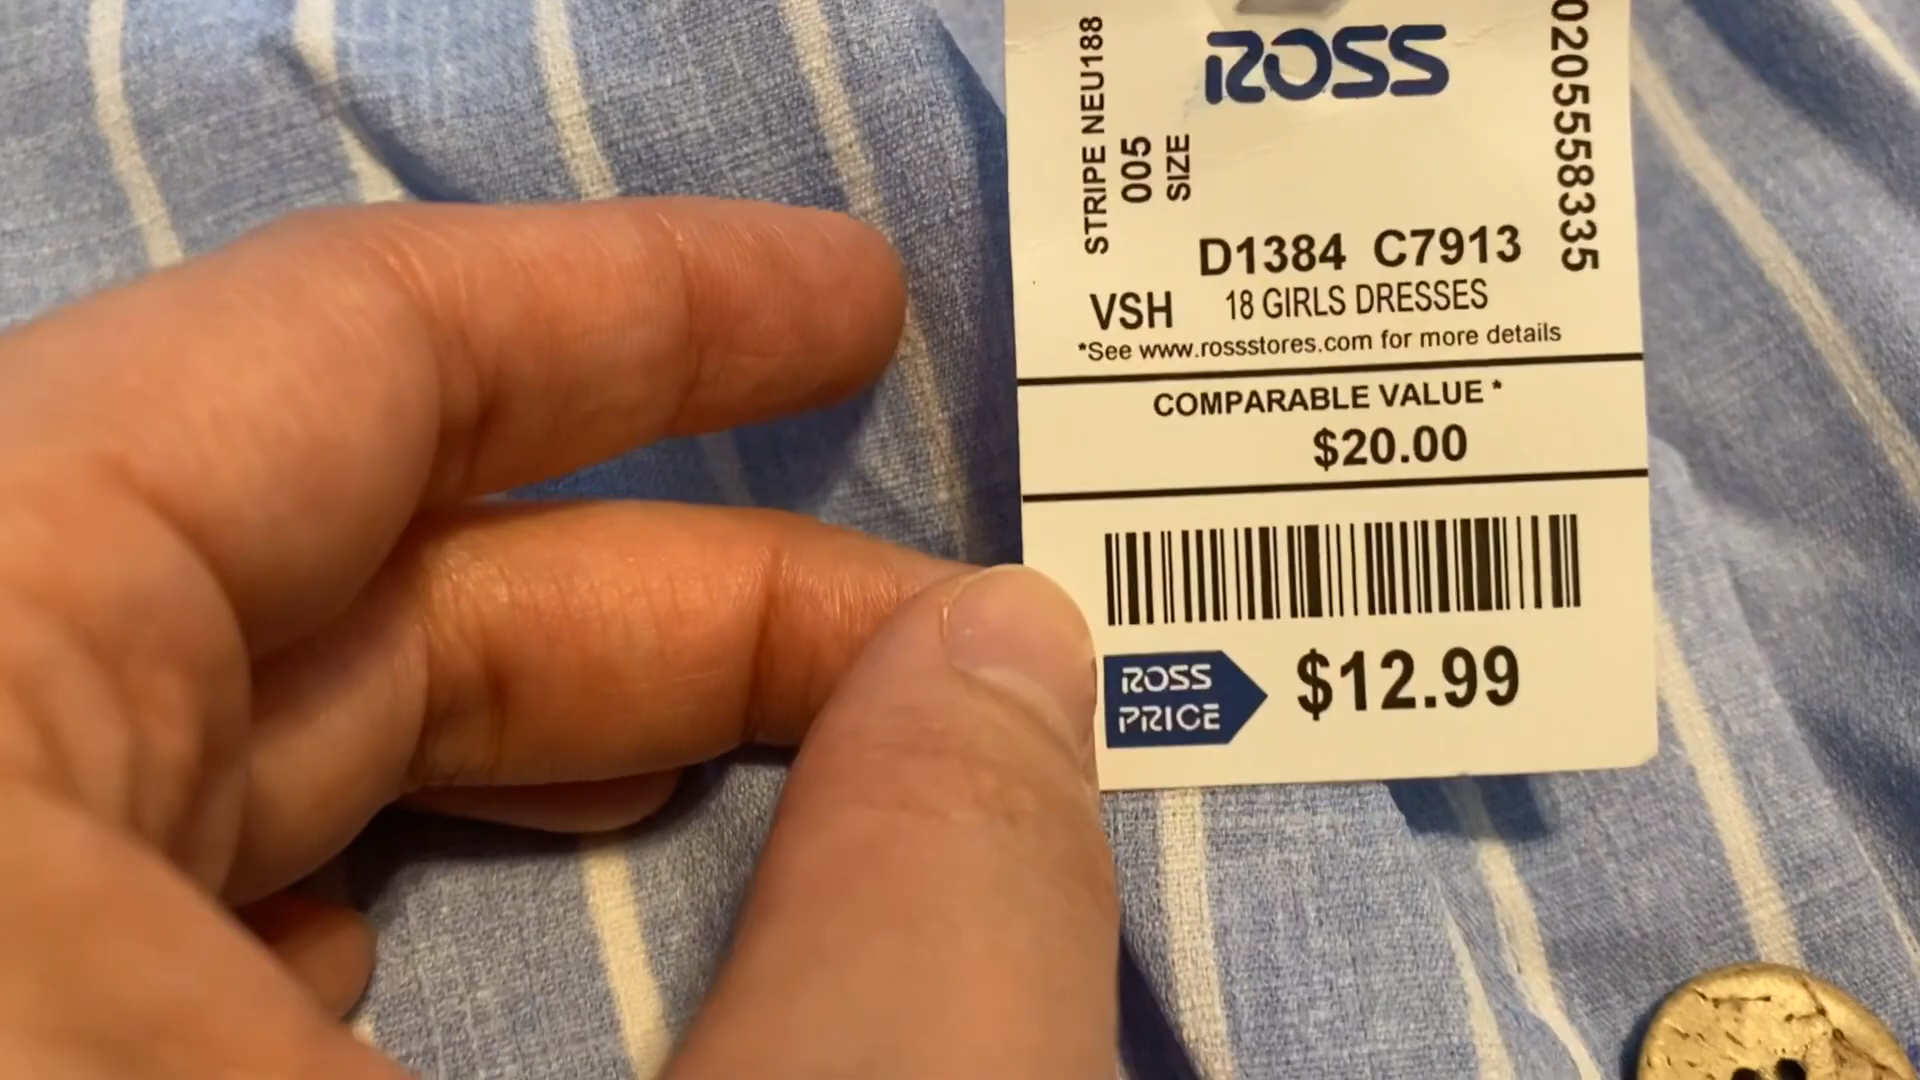 ROSS
STRIPE NEU188
005
SIZE
D1384 C7913
VSH 18 GIRLS DRESSES
*See www.rossstores.com for more details
COMPARABLE VALUE *
$20.00
ROSS
PRICE
$12.99